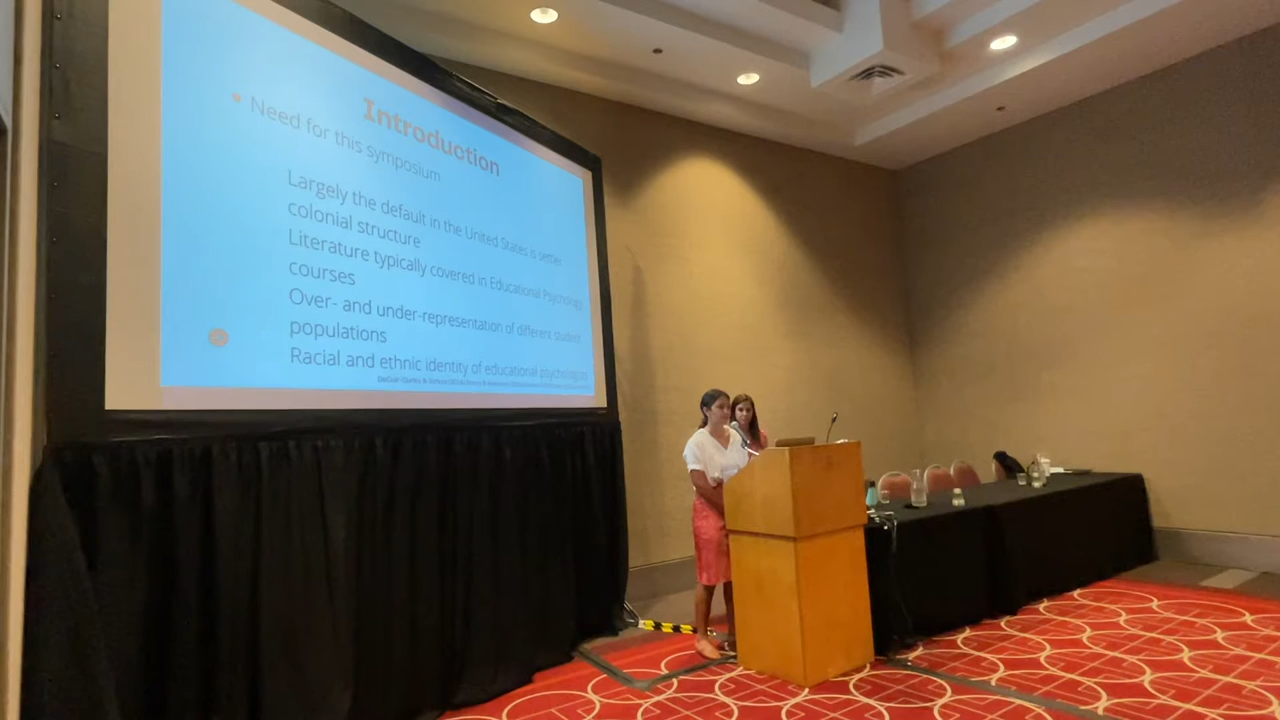 Introduction
• Need for this symposium
Largely the default in the United States is settler
colonial structure
Literature typically covered in Educational Psychology
courses
Over- and under-representation of different student
populations
Racial and ethnic identity of educational psychologists